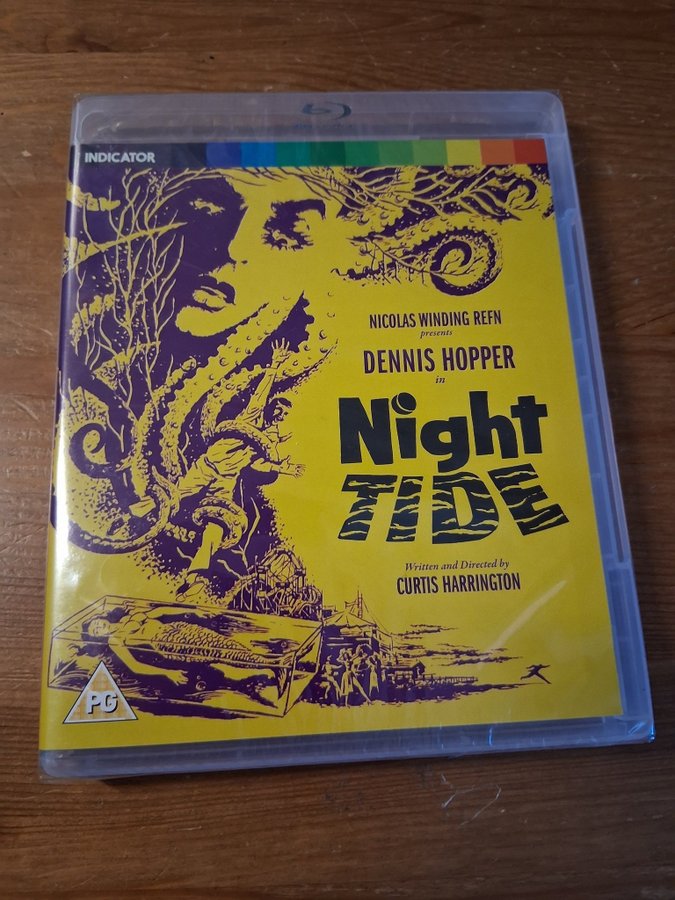 INDICATOR
NICOLAS WINDING REFN
presents
DENNIS HOPPER
in
Night
TIDE
Written and Directed by
CURTIS HARRINGTON
PG